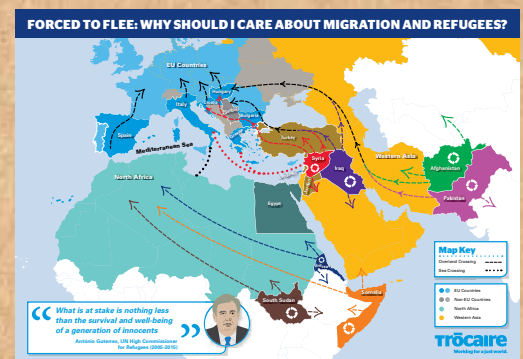 FORCED TO FLEE: WHY SHOULD I CARE ABOUT MIGRATION AND REFUGEES?
EU Countries
Hungary
Italy
Bulgaria
Spain
Turkey
Mediterranean Sea
Syria
Western Asia
Iraq
Afghanistan
North Africa
Pakistan
Egypt
Map Key
Overland Crossing
Sea Crossing
EU Countries
Non-EU Countries
North Africa
Western Asia
South Sudan
Somalia
“ What is at stake is nothing less
than the survival and well-being
of a generation of innocents ”
António Guterres, UN High Commissioner
for Refugees (2005-2015)
TRÓCAIRE
Working for a just world.